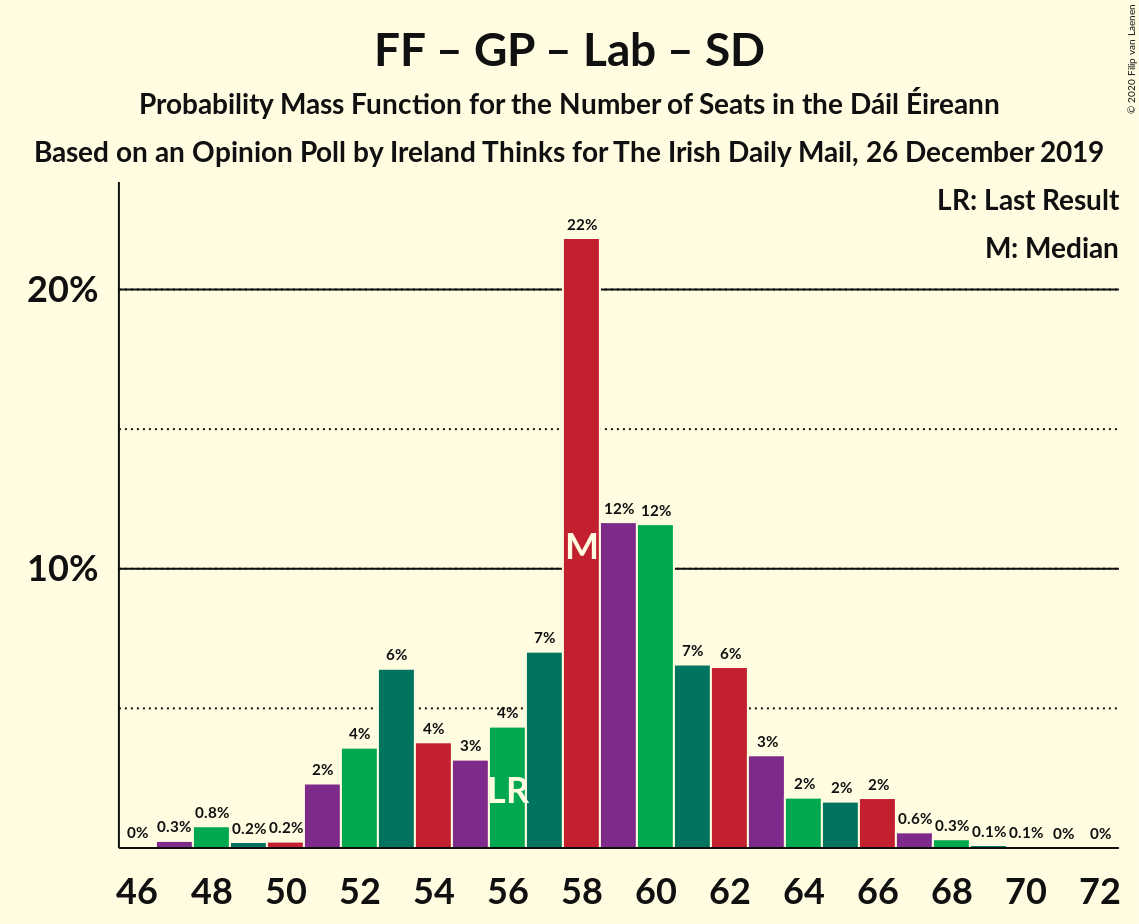 FF – GP – Lab – SD
Probability Mass Function for the Number of Seats in the Dáil Éireann
Based on an Opinion Poll by Ireland Thinks for The Irish Daily Mail, 26 December 2019
© 2020 Filip van Laenen
LR: Last Result
M: Median
20%
10%
0% 0.3% 0.8% 0.2% 0.2% 2% 4% 6% 4% 3% 4% 7% 22% 12% 12% 7% 6% 3% 2% 2% 2% 0.6% 0.3% 0.1% 0.1% 0% 0%
M
LR
46 48 50 52 54 56 58 60 62 64 66 68 70 72